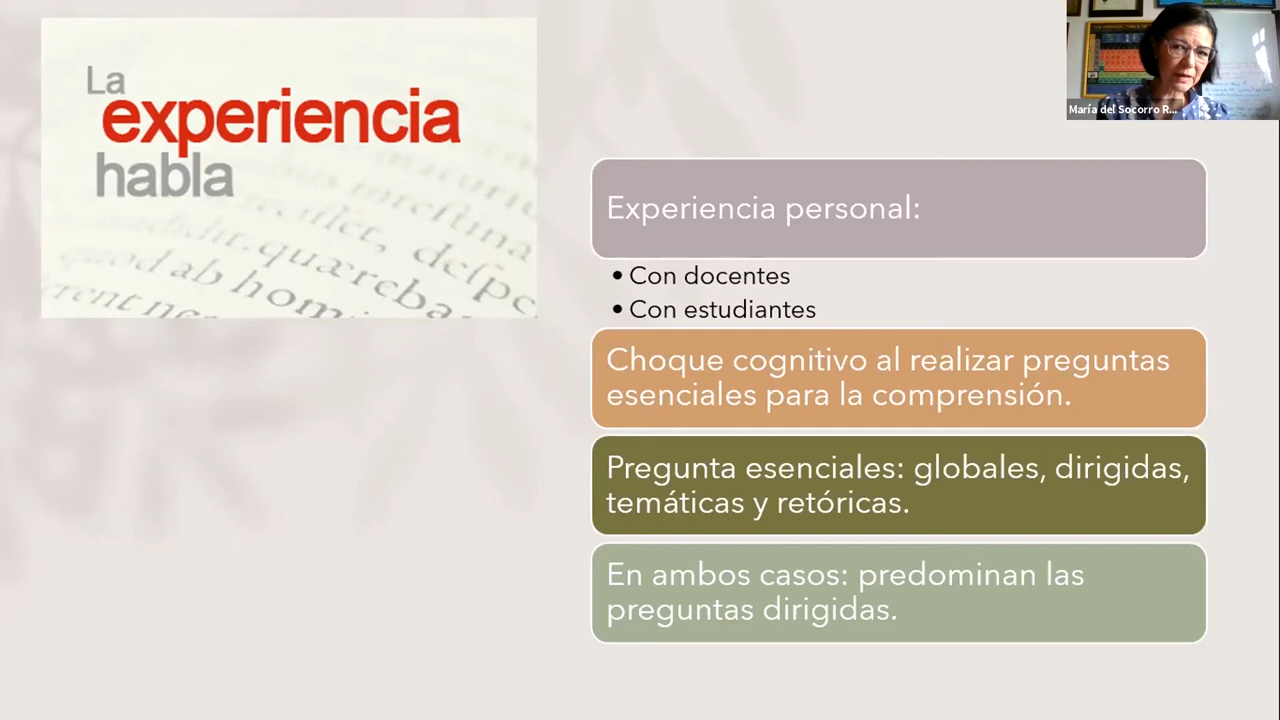 La
experiencia
habla
María del Socorro R...
Experiencia personal:
• Con docentes
• Con estudiantes
Choque cognitivo al realizar preguntas
esenciales para la comprensión.
Pregunta esenciales: globales, dirigidas,
temáticas y retóricas.
En ambos casos: predominan las
preguntas dirigidas.